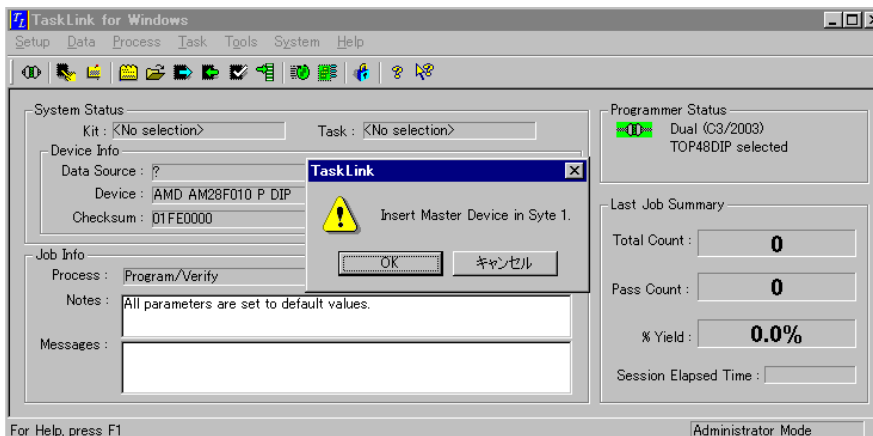 TL TaskLink for Windows
Setup Data Process Task Tools System Help
System Status
Kit : <No selection> Task : <No selection>
Device Info
Data Source : ?
Device : AMD AM28F010 P DIP
Checksum : 01FE0000
Job Info
Process : Program/Verify
Notes : All parameters are set to default values.
Messages :
TaskLink
Insert Master Device in Syte 1.
OK キャンセル
Programmer Status
Dual (C3/2003)
TOP48DIP selected
Last Job Summary
Total Count : 0
Pass Count : 0
% Yield : 0.0%
Session Elapsed Time :
For Help, press F1 Administrator Mode